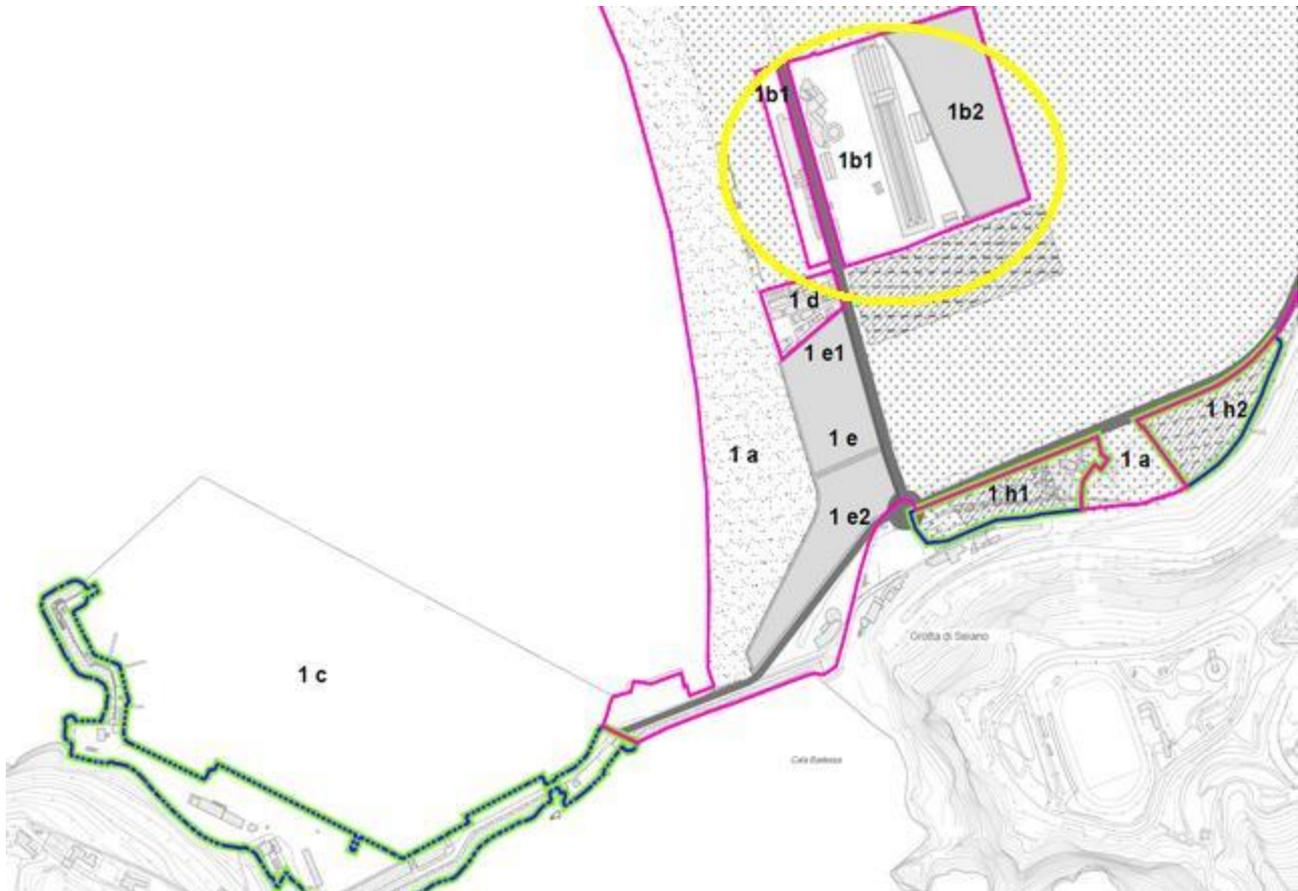 1b1
1b2
1b1
1 d
1 e1
1 h2
1 e
1 a
1 a
1 h1
1 e2
Grotta di Seiano
1 c
Cala Badessa